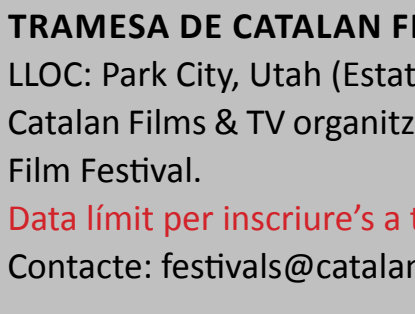 TRAMESA DE CATALAN
LLOC: Park City, Utah
Catalan Films & TV
Film Festival.
Data límit per inscriure's a
Contacte: